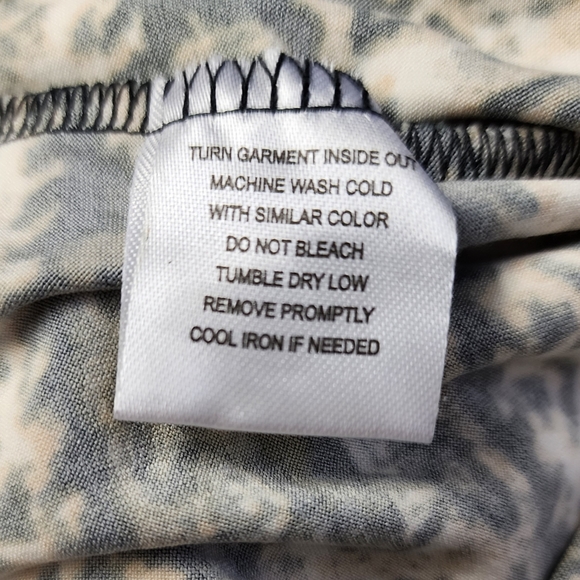 TURN GARMENT INSIDE OUT
MACHINE WASH COLD
WITH SIMILAR COLOR
DO NOT BLEACH
TUMBLE DRY LOW
REMOVE PROMPTLY
COOL IRON IF NEEDED